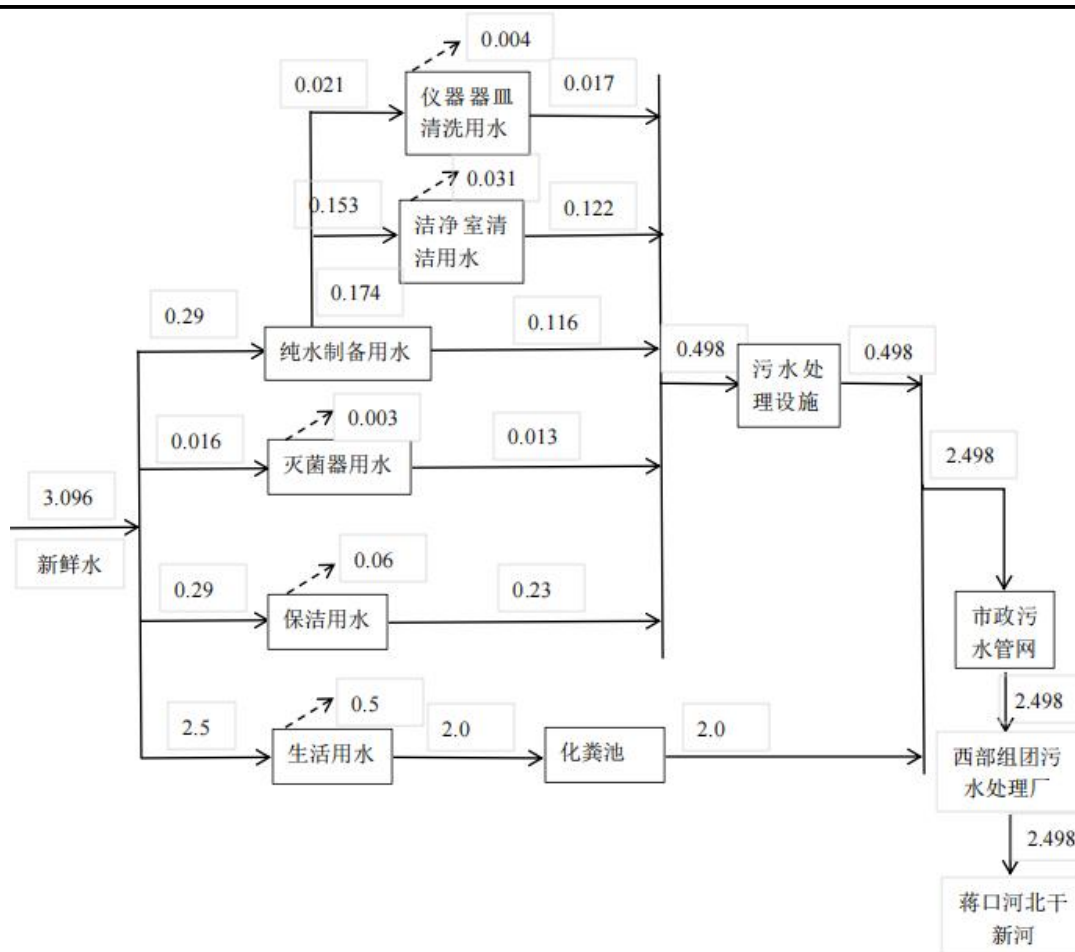 0.004
0.021
仪器器皿
清洗用水
0.017
0.031
0.153
洁净室清
洁用水
0.122
0.174
0.29
纯水制备用水
0.116
0.498
污水处
理设施
0.498
0.003
0.016
灭菌器用水
0.013
2.498
3.096
新鲜水
0.06
0.29
保洁用水
0.23
市政污
水管网
2.498
0.5
2.5
生活用水
2.0
化粪池
2.0
西部组团污
水处理厂
2.498
蒋口河北干
新河